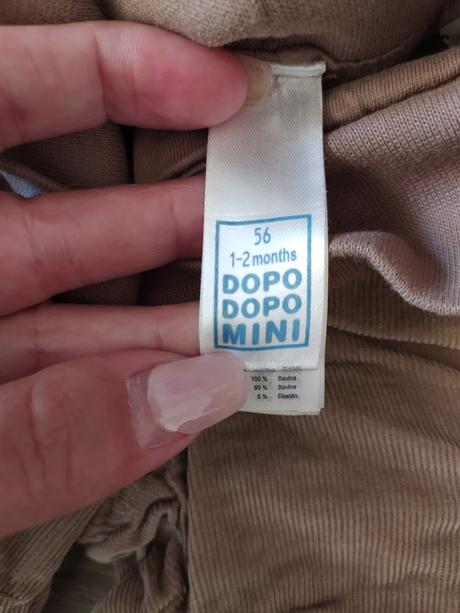 56
1-2 months
DOPO
DOPO
MINI
100 % Bavlna
95 % Bavlna
5 % Elastan